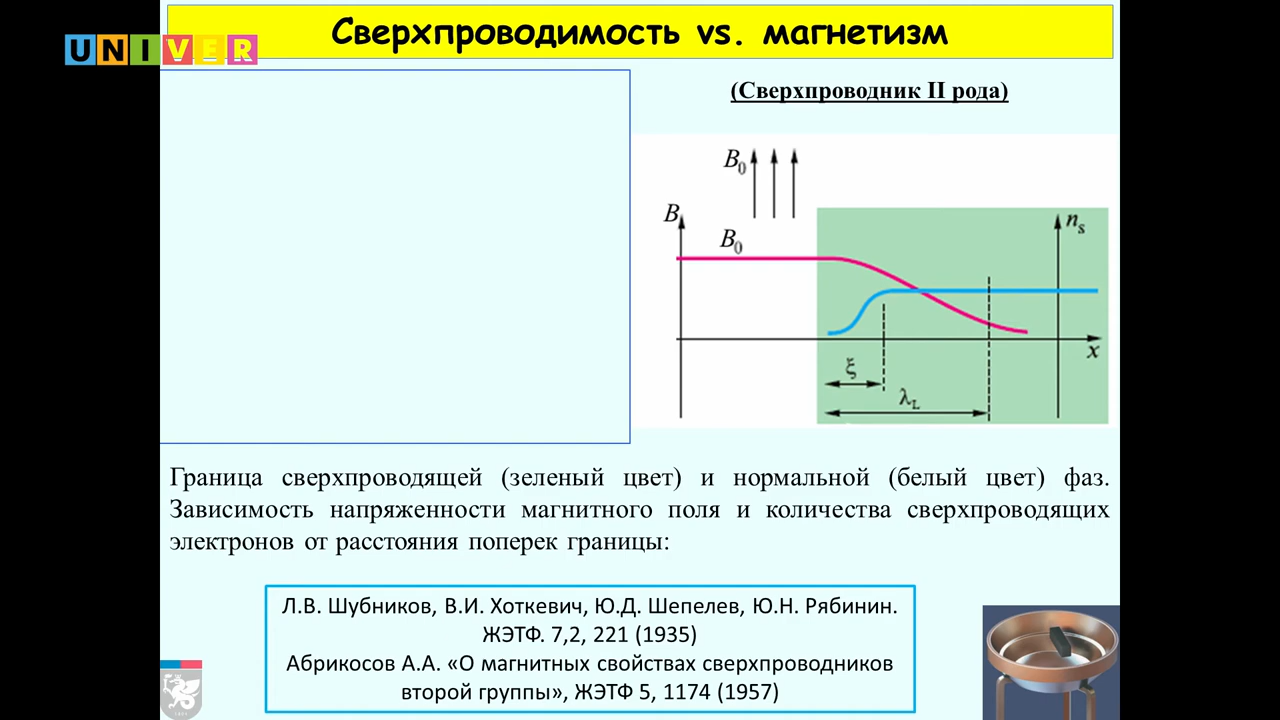 Сверхпроводимость vs. магнетизм
UNIVER
(Сверхпроводник II рода)
B₀
B
nₛ
B₀
x
ξ
λ_L
Граница сверхпроводящей (зеленый цвет) и нормальной (белый цвет) фаз.
Зависимость напряженности магнитного поля и количества сверхпроводящих
электронов от расстояния поперек границы:
Л.В. Шубников, В.И. Хоткевич, Ю.Д. Шепелев, Ю.Н. Рябинин.
ЖЭТФ. 7,2, 221 (1935)
Абрикосов А.А. «О магнитных свойствах сверхпроводников
второй группы», ЖЭТФ 5, 1174 (1957)